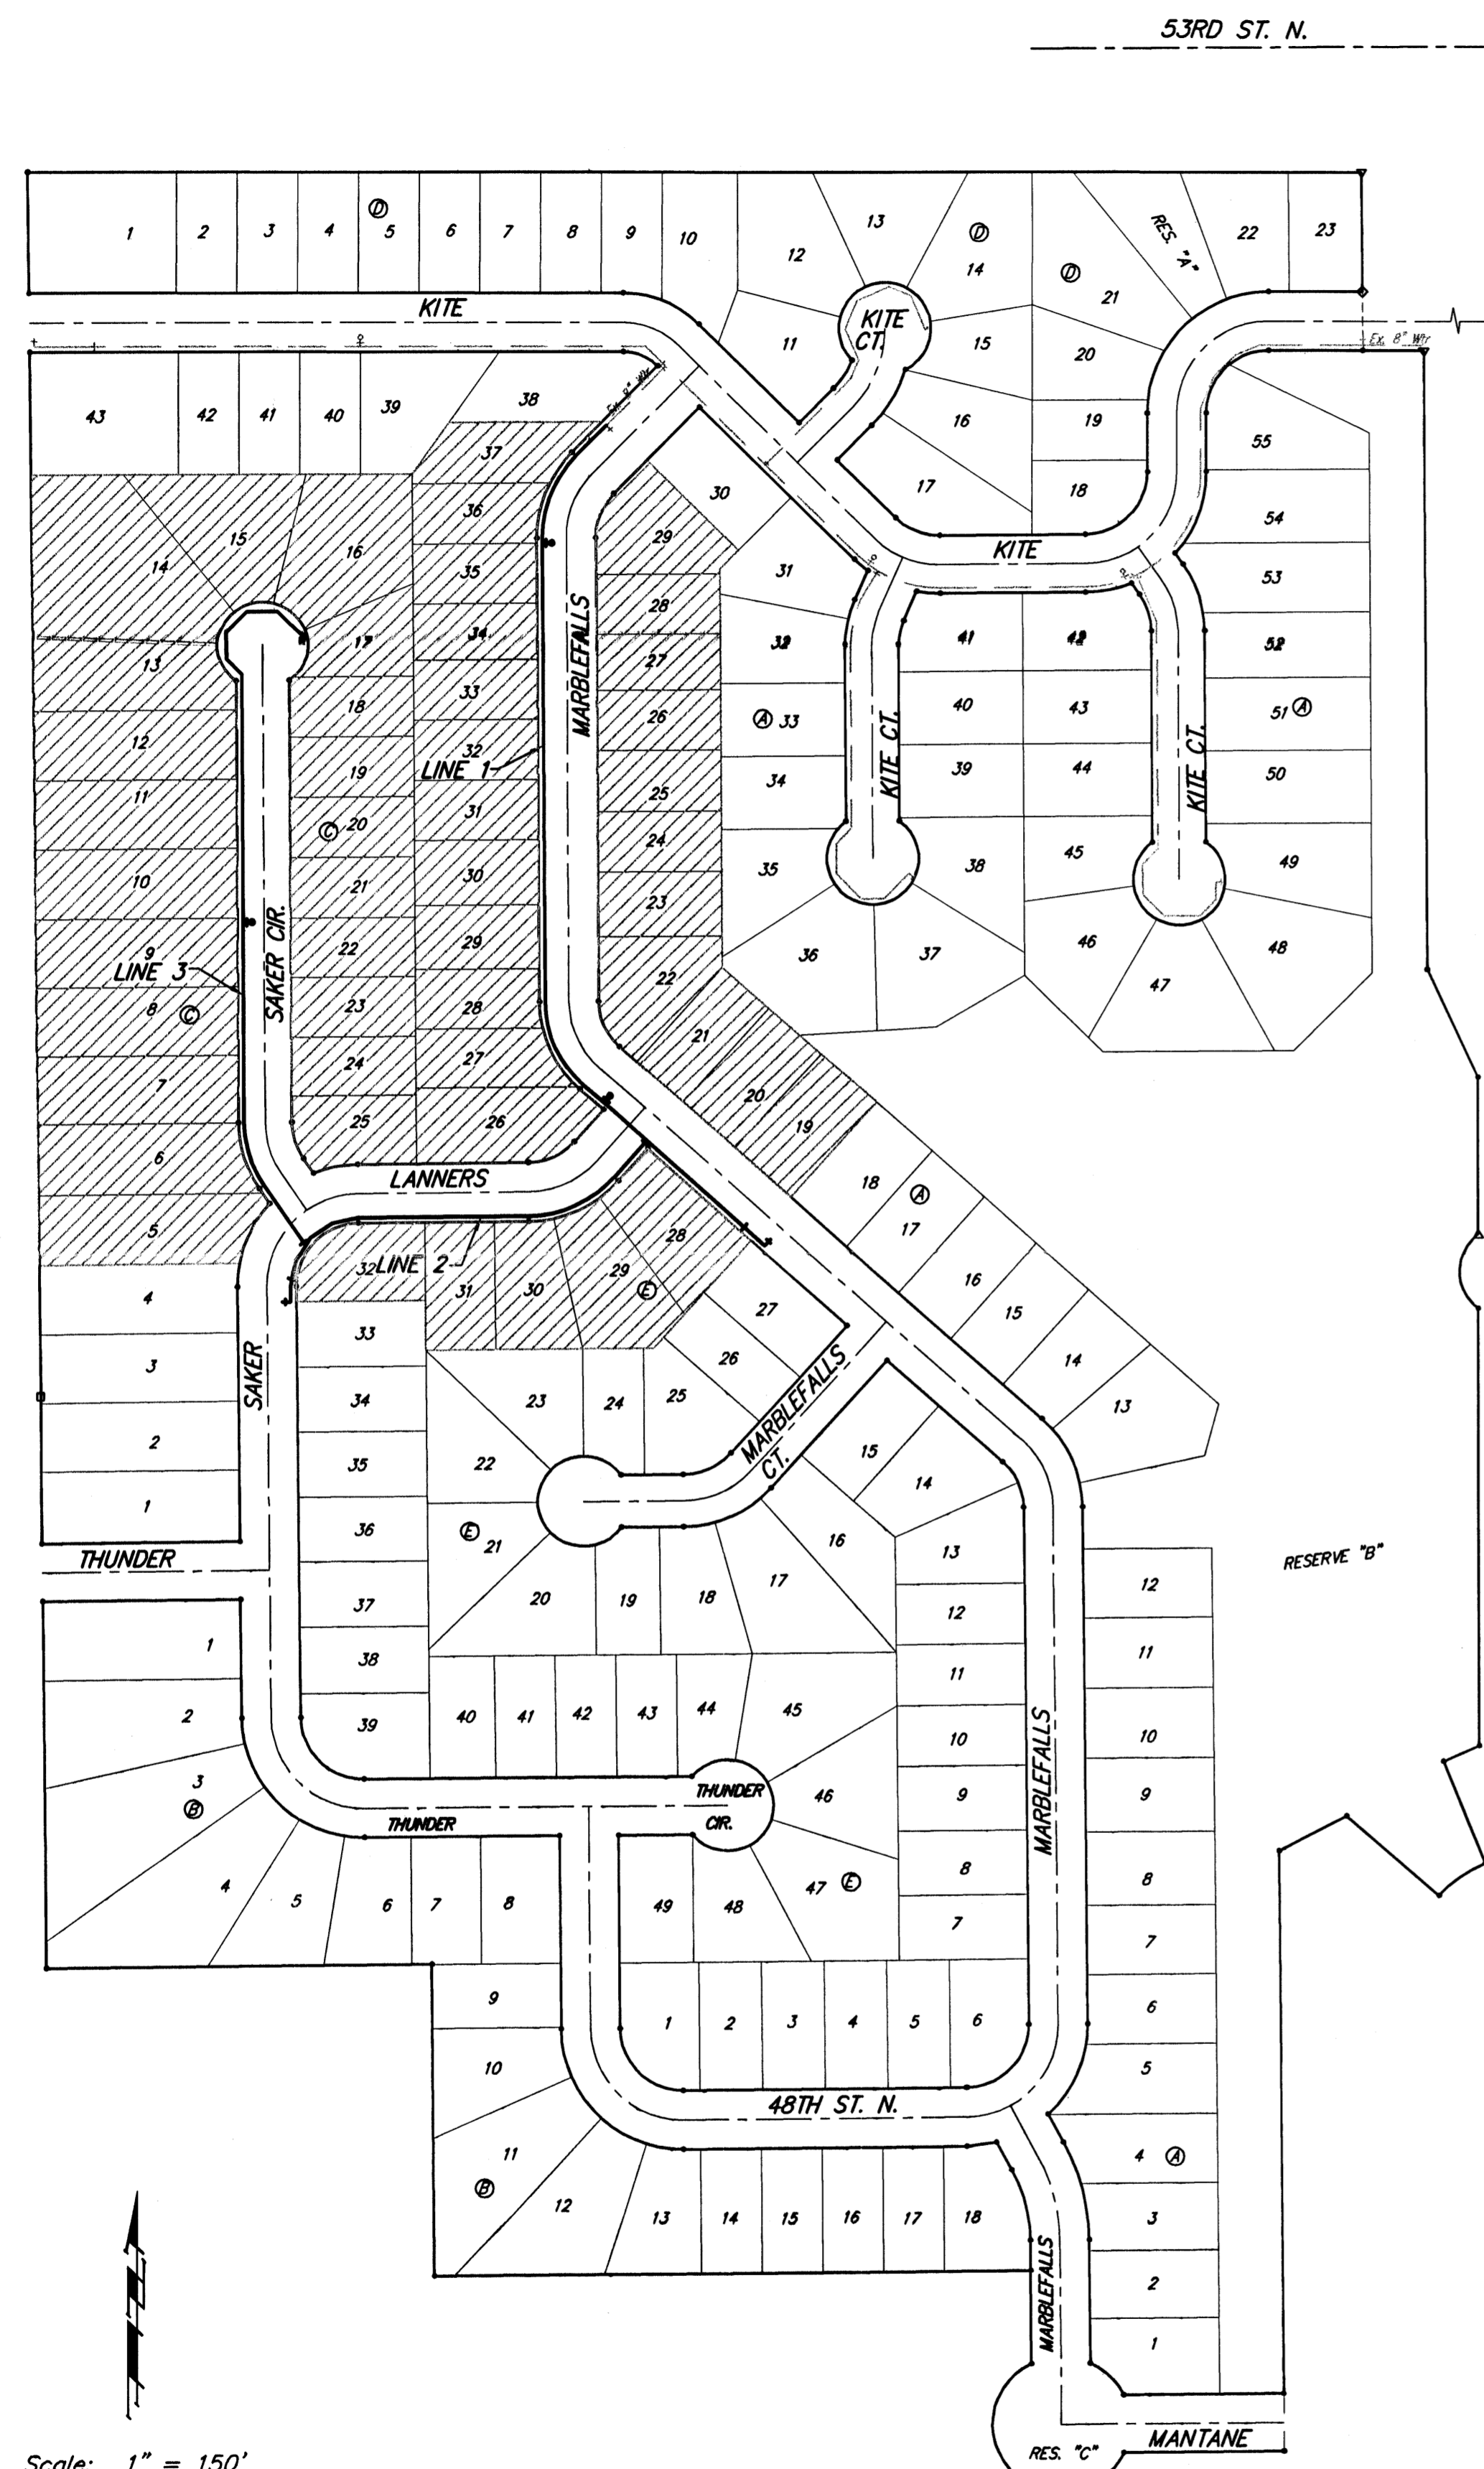 53RD ST. N.
1 2 3 4 D 5 6 7 8 9 10 12 13 D 14 D 21 RES. "A" 22 23
KITE
KITE CT.
11 15 20
Ex. 8" Wtr
Ex. 8" Wtr
43 42 41 40 39 38 16 19 55
37 30 17 18 54
36 29
KITE
14 15 16 35 31 53
28
13 17 34 27 32 41 42 52
MARBLEFALLS
18 33 26 A 33 40 43 51 A
12 19 32
LINE 1
KITE CT.
KITE CT.
11 C 20 31 25 34 39 44 50
24
10 21 30 23 35 38 45 49
SAKER CIR.
9 22 29 22 36 37 46 47 48
LINE 3
8 C 23 28 21
7 24 27 20
25 26 19
6
LANNERS
18 A
17
5 32 LINE 2 31 30 29 28 E
16
4 33 27 15
3
SAKER
34 23 24 25 26 14
MARBLEFALLS CT.
13
2 35 22 15 14
1 36 E 21 16 13
RESERVE "B"
THUNDER
12
37 20 19 18 17 12
1 38 11 11
2 39 40 41 42 43 44 45 10 10
MARBLEFALLS
3 B
THUNDER CIR.
46 9 9
THUNDER
4 5 6 7 8 49 48 47 E 8 8
7 7
9 1 2 3 4 5 6 6
10 5
48TH ST. N.
11 B 12 4 A
13 14 15 16 17 18 3
MARBLEFALLS
2
1
MANTANE
RES. "C"
Scale: 1" = 150'